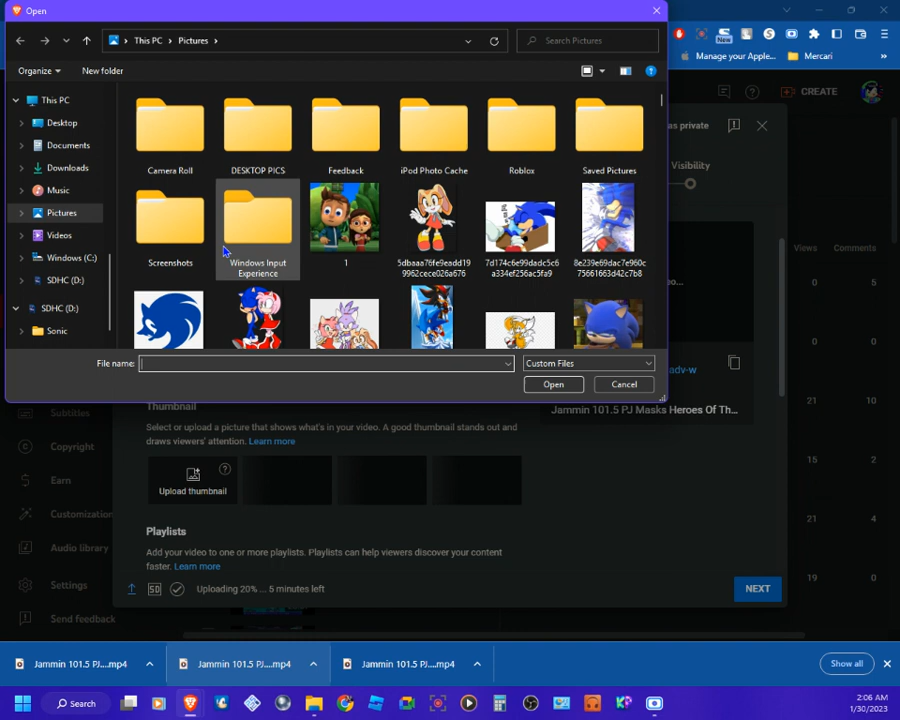 Open
This PC > Pictures >
Search Pictures
Organize
New folder
This PC
Desktop
Documents
Downloads
Music
Pictures
Videos
Windows (C:)
SDHC (D:)
SDHC (D:)
Sonic
Camera Roll
DESKTOP PICS
Feedback
iPod Photo Cache
Roblox
Saved Pictures
Screenshots
Windows Input
Experience
1
5dbaaa76fe9eadd19
9962cece026a676
7d174c6e99dadc5c6
a334ef256ac5fa9
8e239e69dac7e960c
75661663d42c7b8
File name:
Custom Files
Open
Cancel
New
Manage your Apple...
Mercari
»
CREATE
as private
Visibility
Views
Comments
o...
0
5
0
0
adv-w
Jammin 101.5 PJ Masks Heroes Of Th...
21
10
15
2
21
4
19
0
Subtitles
Copyright
Earn
Customization
Audio library
Settings
Send feedback
Thumbnail
Select or upload a picture that shows what's in your video. A good thumbnail stands out and
draws viewers' attention. Learn more
Upload thumbnail
Playlists
Add your video to one or more playlists. Playlists can help viewers discover your content
faster. Learn more
SD
Uploading 20% ... 5 minutes left
NEXT
Jammin 101.5 PJ....mp4
Jammin 101.5 PJ....mp4
Jammin 101.5 PJ....mp4
Show all
Search
2:06 AM
1/30/2023